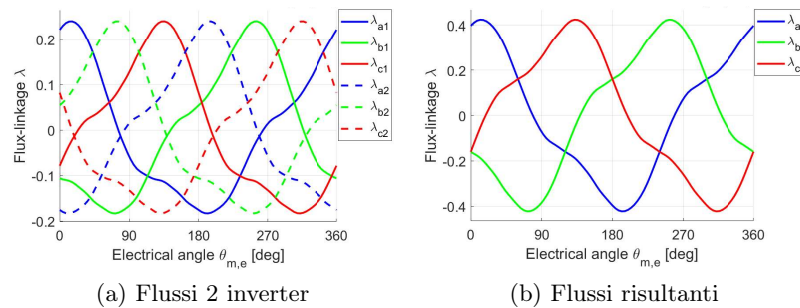 Flux-linkage λ
0.2
0.1
0
-0.1
-0.2
0 90 180 270 360
Electrical angle θm,e [deg]
λa1
λb1
λc1
λa2
λb2
λc2
(a) Flussi 2 inverter
Flux-linkage λ
0.4
0.2
0
-0.2
-0.4
0 90 180 270 360
Electrical angle θm,e [deg]
λa
λb
λc
(b) Flussi risultanti